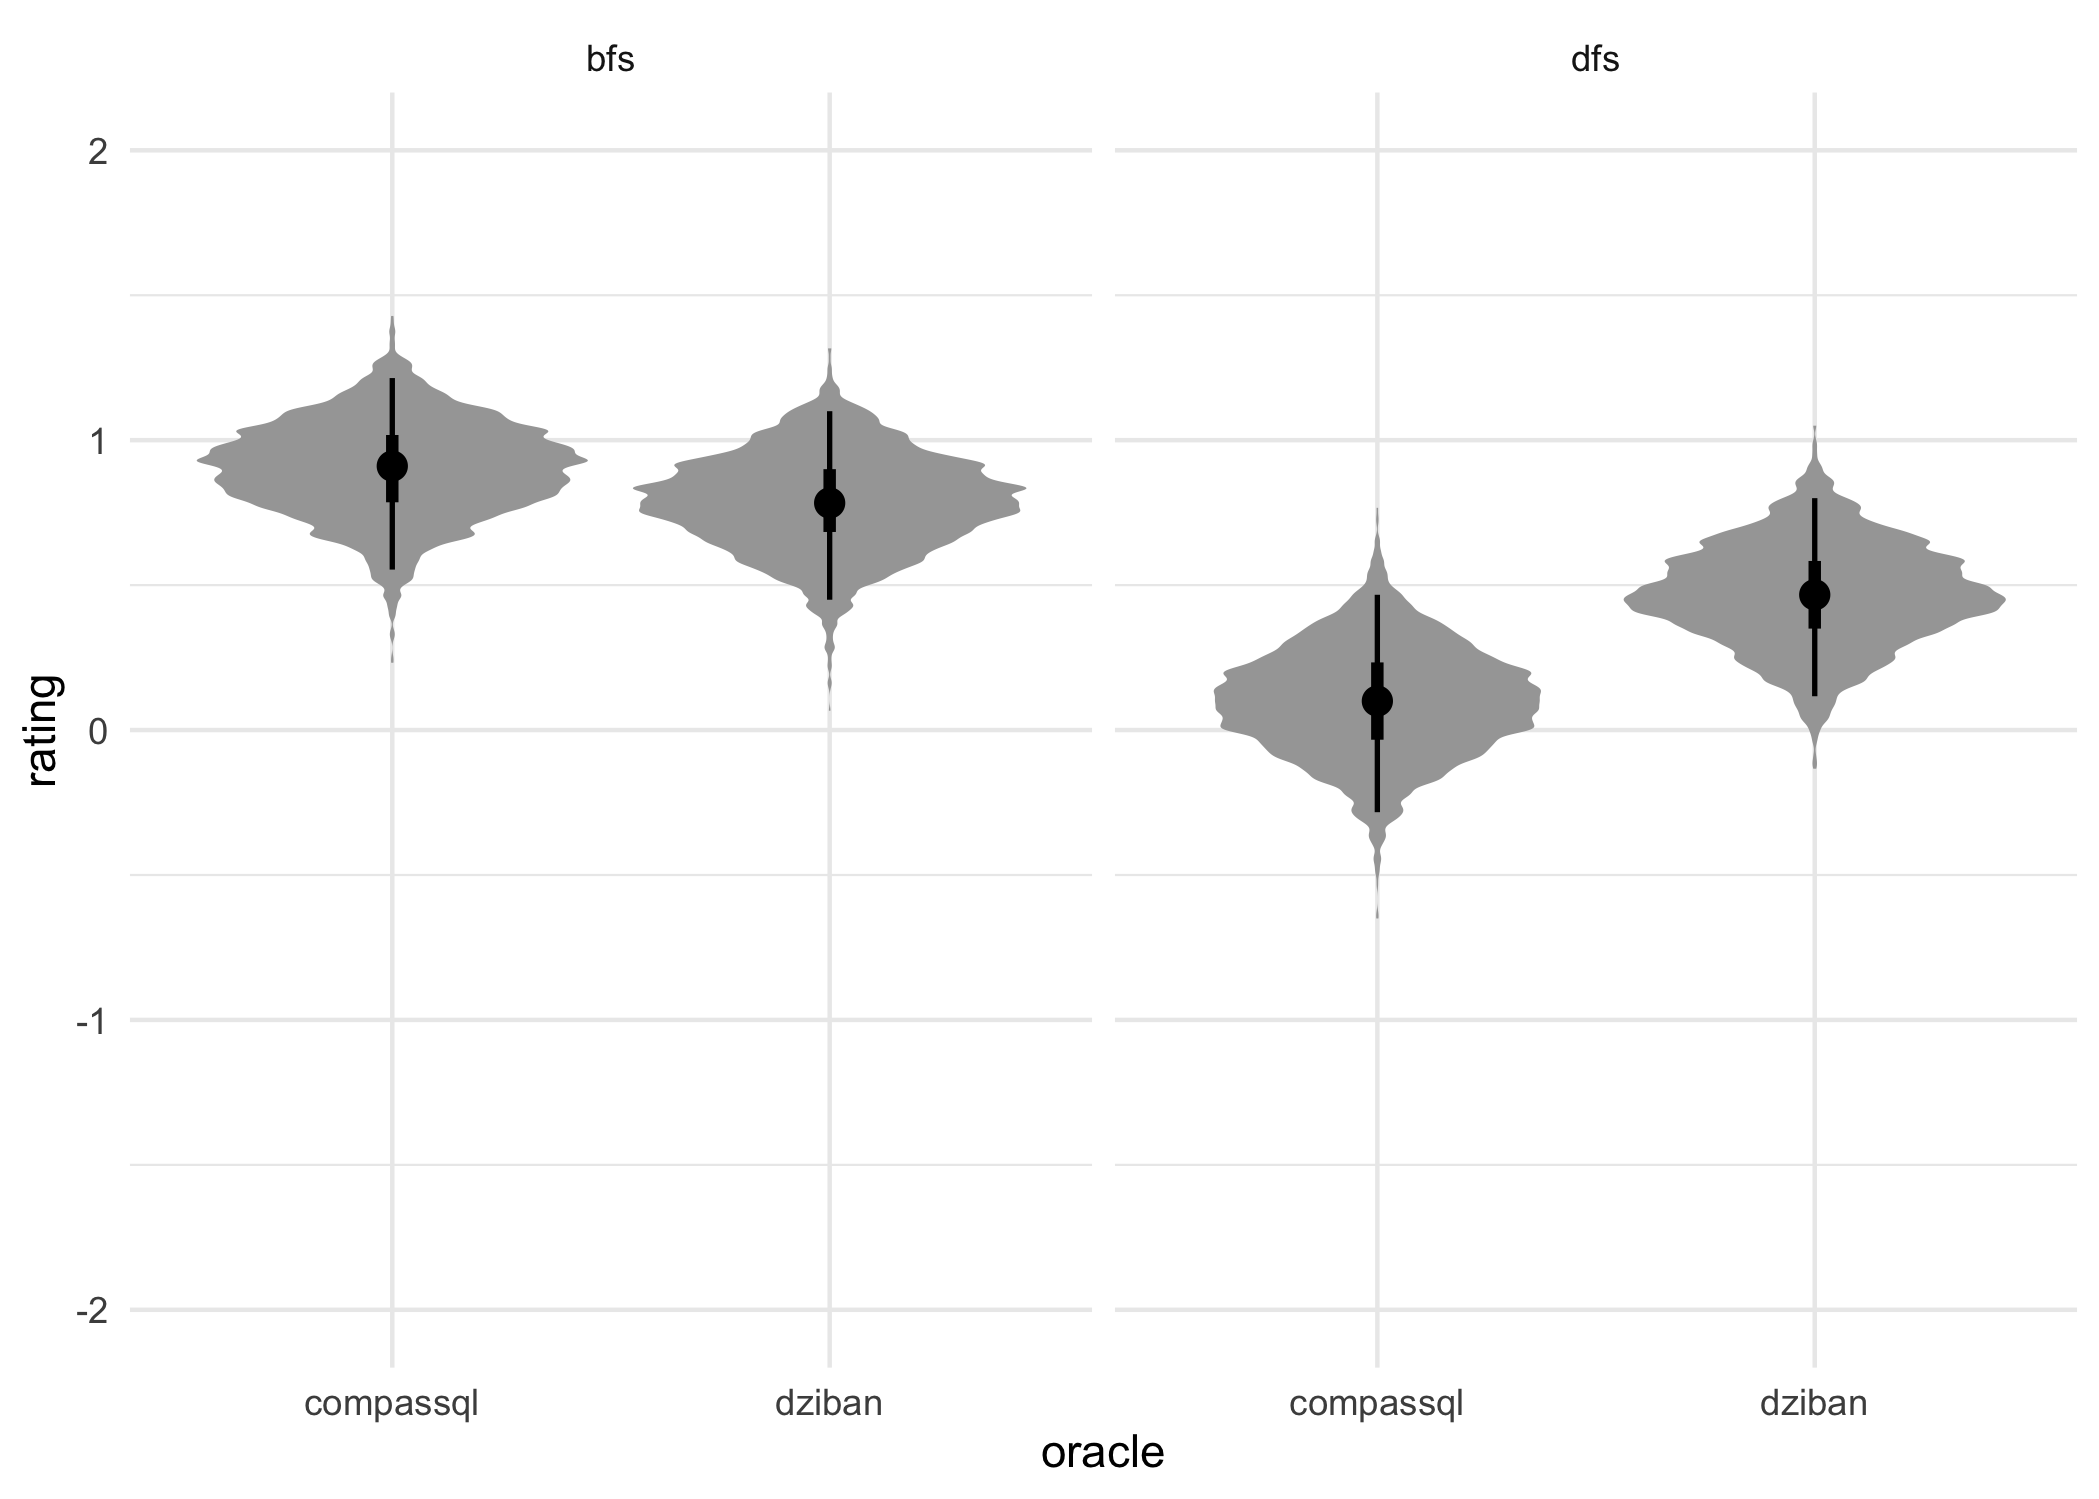 bfs
dfs
2
1
0
-1
-2
rating
compassql
dziban
compassql
dziban
oracle